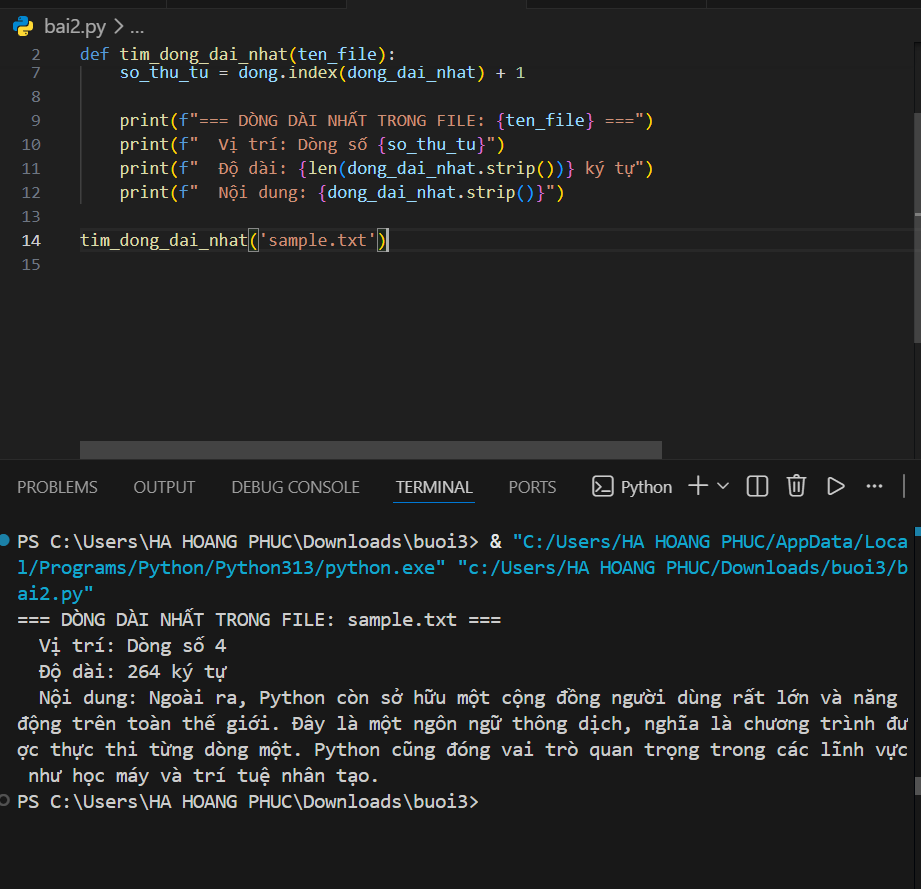 bai2.py > ...
2 def tim_dong_dai_nhat(ten_file):
7 so_thu_tu = dong.index(dong_dai_nhat) + 1
8
9 print(f"=== DÒNG DÀI NHẤT TRONG FILE: {ten_file} ===")
10 print(f"  Vị trí: Dòng số {so_thu_tu}")
11 print(f"  Độ dài: {len(dong_dai_nhat.strip())} ký tự")
12 print(f"  Nội dung: {dong_dai_nhat.strip()}")
13
14 tim_dong_dai_nhat('sample.txt')
15
PROBLEMS OUTPUT DEBUG CONSOLE TERMINAL PORTS Python
PS C:\Users\HA HOANG PHUC\Downloads\buoi3> & "C:/Users/HA HOANG PHUC/AppData/Loca
l/Programs/Python/Python313/python.exe" "c:/Users/HA HOANG PHUC/Downloads/buoi3/b
ai2.py"
=== DÒNG DÀI NHẤT TRONG FILE: sample.txt ===
Vị trí: Dòng số 4
Độ dài: 264 ký tự
Nội dung: Ngoài ra, Python còn sở hữu một cộng đồng người dùng rất lớn và năng
động trên toàn thế giới. Đây là một ngôn ngữ thông dịch, nghĩa là chương trình đư
ợc thực thi từng dòng một. Python cũng đóng vai trò quan trọng trong các lĩnh vực
như học máy và trí tuệ nhân tạo.
PS C:\Users\HA HOANG PHUC\Downloads\buoi3>